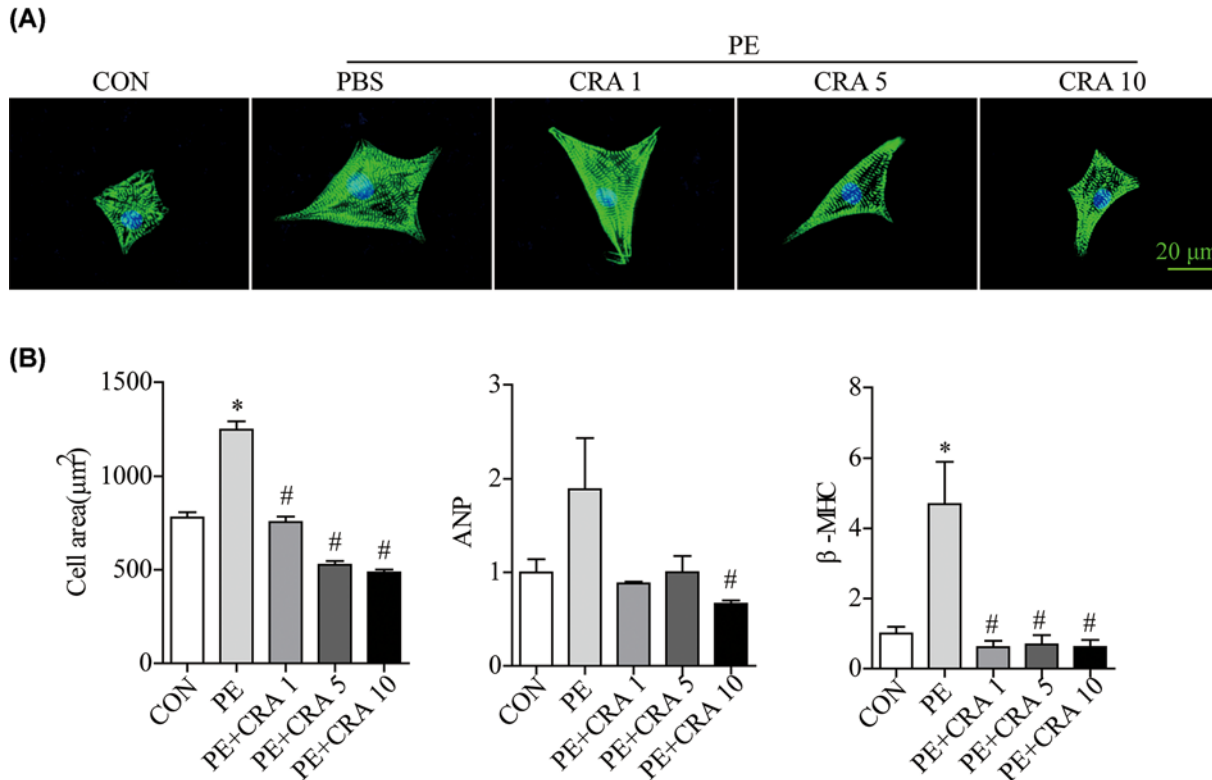 (A)
PE
CON PBS CRA 1 CRA 5 CRA 10
20 μm
(B)
1500
1000
500
0
Cell area(μm²)
*
#
#
#
CON
PE
PE+CRA 1
PE+CRA 5
PE+CRA 10
3
2
1
0
ANP
#
CON
PE
PE+CRA 1
PE+CRA 5
PE+CRA 10
8
6
4
2
0
β -MHC
*
#
#
#
CON
PE
PE+CRA 1
PE+CRA 5
PE+CRA 10